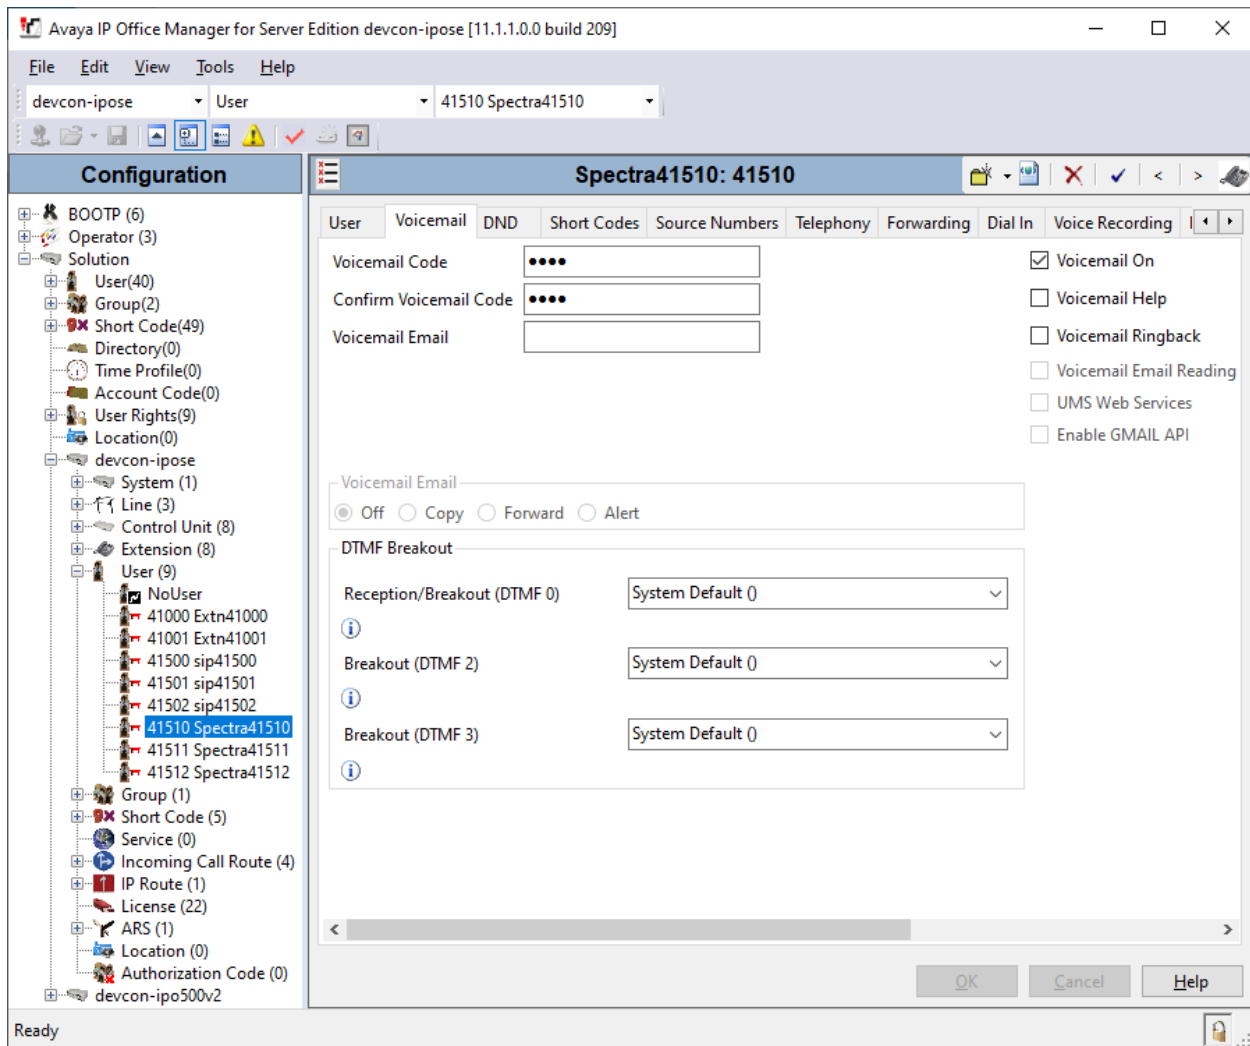 Avaya IP Office Manager for Server Edition devcon-ipose [11.1.1.0.0 build 209]
File Edit View Tools Help
devcon-ipose User 41510 Spectra41510
Configuration
BOOTP (6)
Operator (3)
Solution
User(40)
Group(2)
Short Code(49)
Directory(0)
Time Profile(0)
Account Code(0)
User Rights(9)
Location(0)
devcon-ipose
System (1)
Line (3)
Control Unit (8)
Extension (8)
User (9)
NoUser
41000 Extn41000
41001 Extn41001
41500 sip41500
41501 sip41501
41502 sip41502
41510 Spectra41510
41511 Spectra41511
41512 Spectra41512
Group (1)
Short Code (5)
Service (0)
Incoming Call Route (4)
IP Route (1)
License (22)
ARS (1)
Location (0)
Authorization Code (0)
devcon-ipo500v2
Spectra41510: 41510
User Voicemail DND Short Codes Source Numbers Telephony Forwarding Dial In Voice Recording
Voicemail Code ●●●● Voicemail On
Confirm Voicemail Code ●●●● Voicemail Help
Voicemail Email Voicemail Ringback
Voicemail Email Reading
UMS Web Services
Enable GMAIL API
Voicemail Email
Off Copy Forward Alert
DTMF Breakout
Reception/Breakout (DTMF 0) System Default ()
Breakout (DTMF 2) System Default ()
Breakout (DTMF 3) System Default ()
OK Cancel Help
Ready